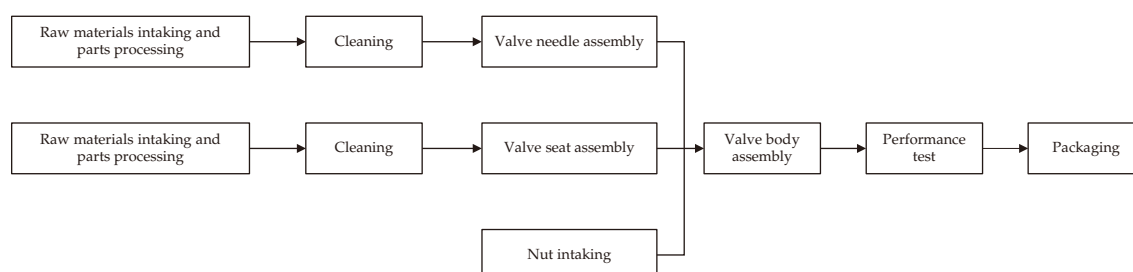 Raw materials intaking and
parts processing
Cleaning
Valve needle assembly
Raw materials intaking and
parts processing
Cleaning
Valve seat assembly
Valve body
assembly
Performance
test
Packaging
Nut intaking